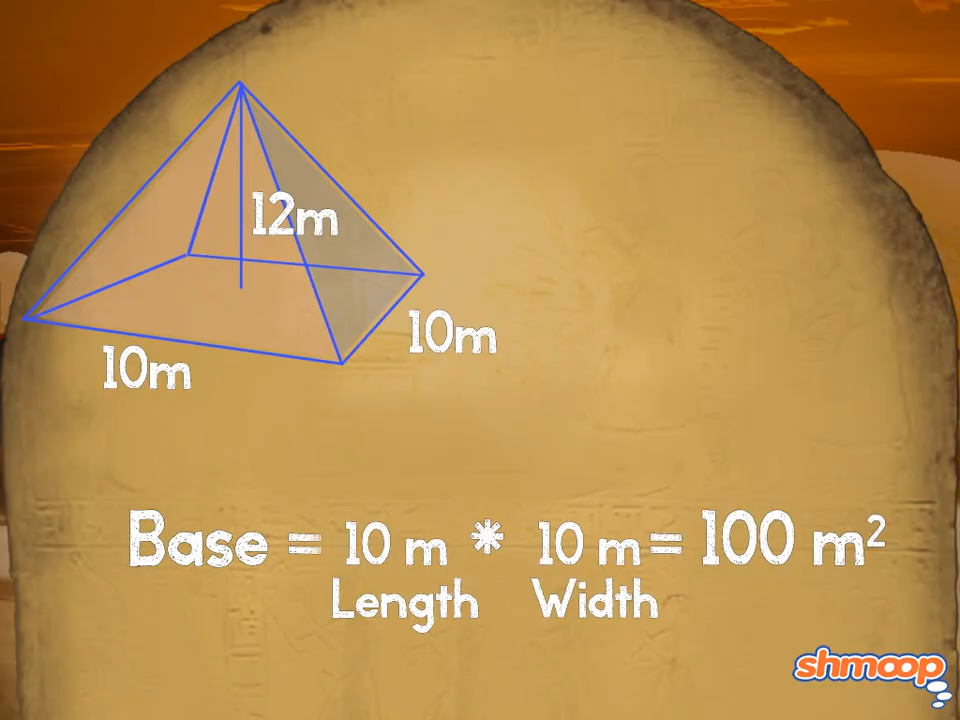 12m
10m
10m
Base = 10 m * 10 m = 100 m²
Length Width
shmoop